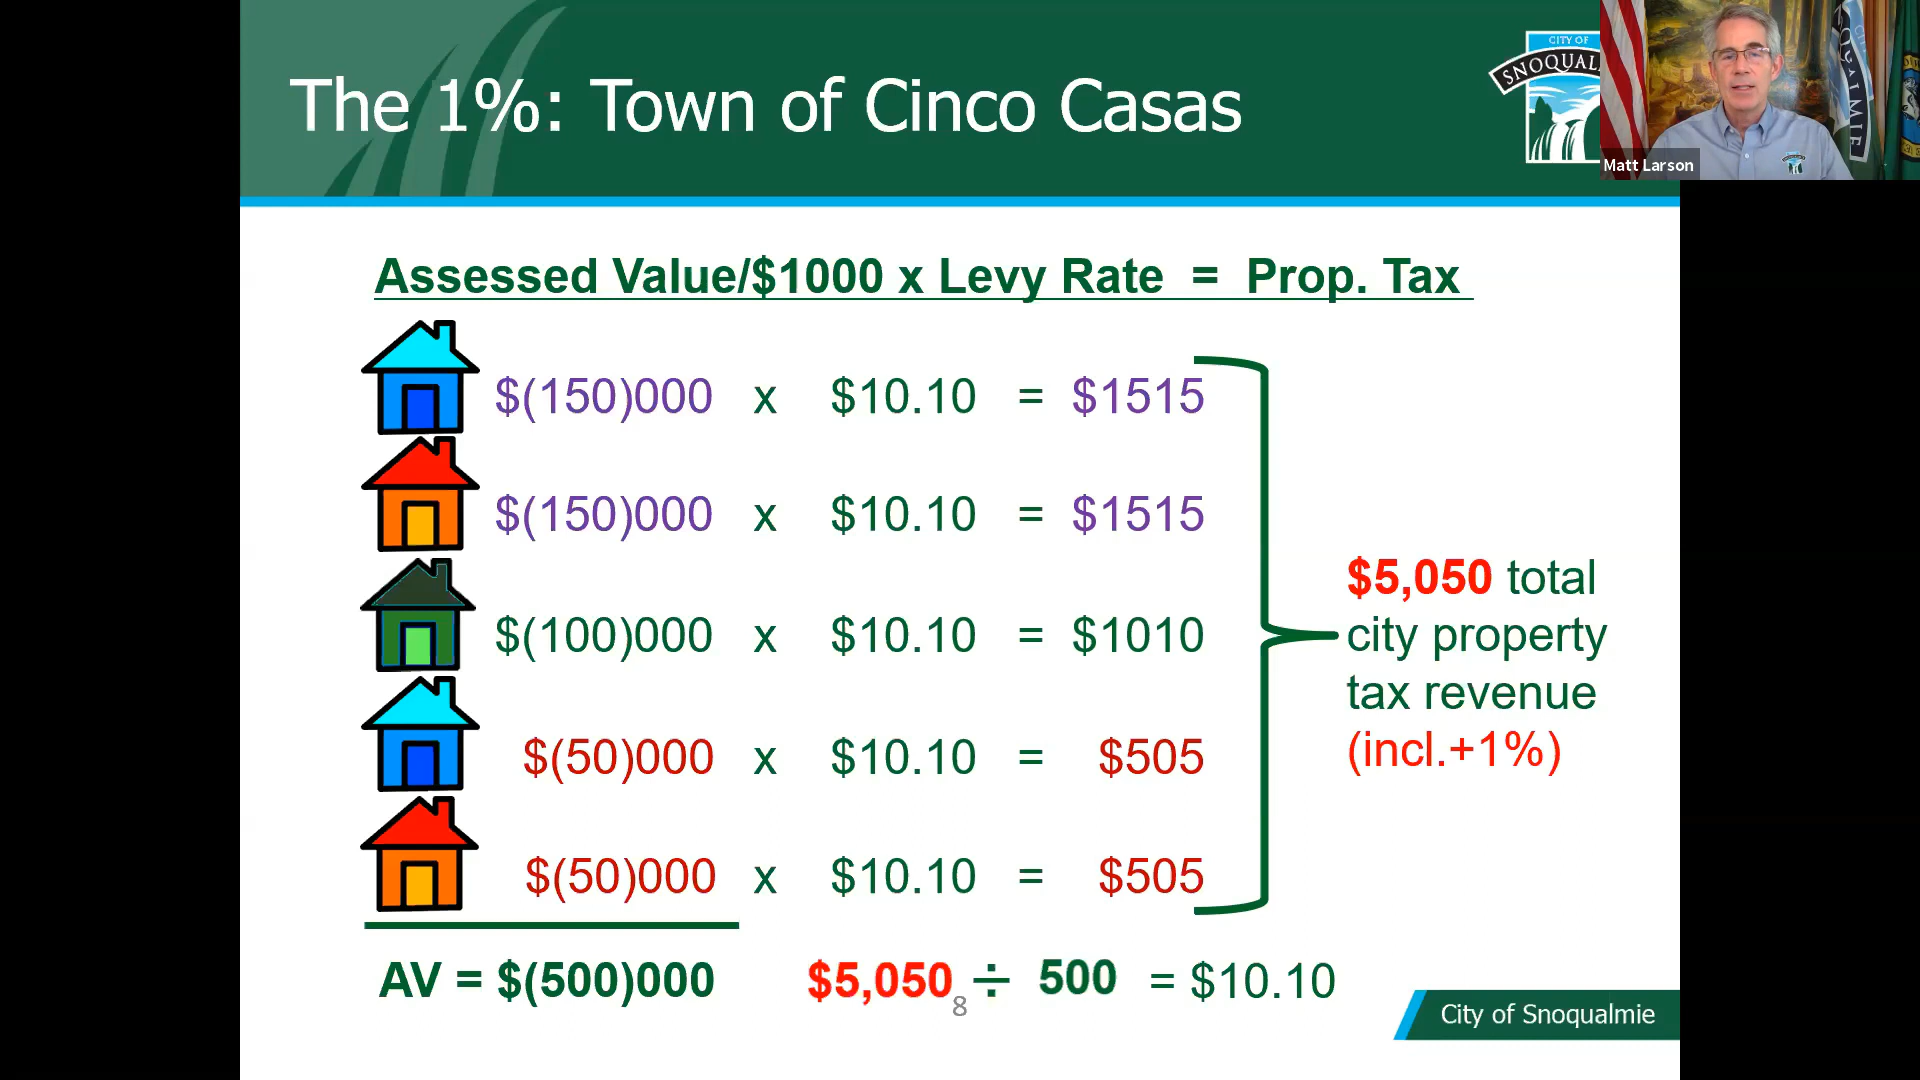 The 1%: Town of Cinco Casas
CITY OF
SNOQUAL
Matt Larson
Assessed Value/$1000 x Levy Rate = Prop. Tax
$(150)000 x $10.10 = $1515
$(150)000 x $10.10 = $1515
$(100)000 x $10.10 = $1010
$(50)000 x $10.10 = $505
$(50)000 x $10.10 = $505
$5,050 total
city property
tax revenue
(incl.+1%)
AV = $(500)000 $5,050 ÷ 500 = $10.10
8
City of Snoqualmie